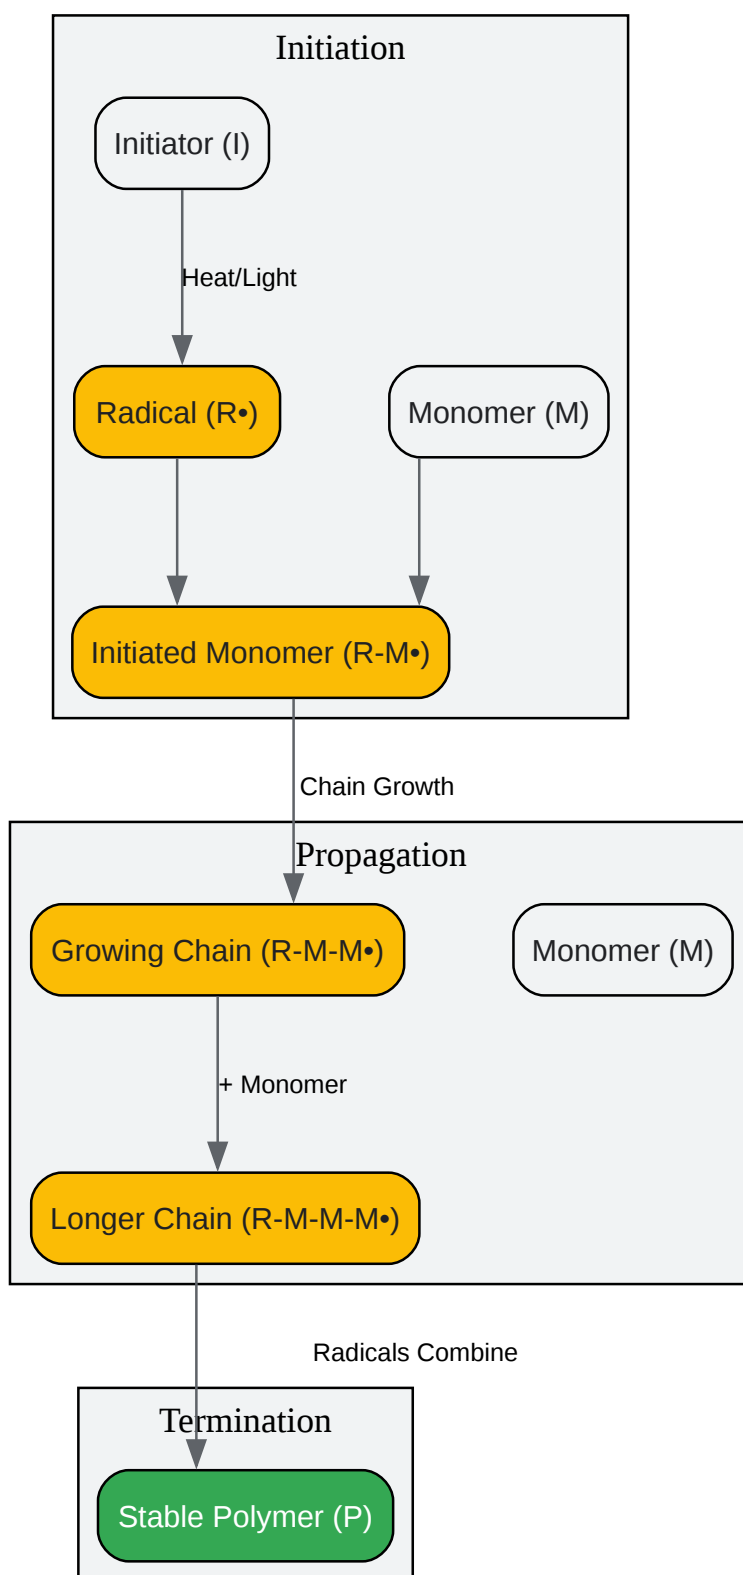 Initiation
Initiator (I)
Heat/Light
Radical (R•)
Monomer (M)
Initiated Monomer (R-M•)
Chain Growth
Propagation
Growing Chain (R-M-M•)
Monomer (M)
+ Monomer
Longer Chain (R-M-M-M•)
Radicals Combine
Termination
Stable Polymer (P)